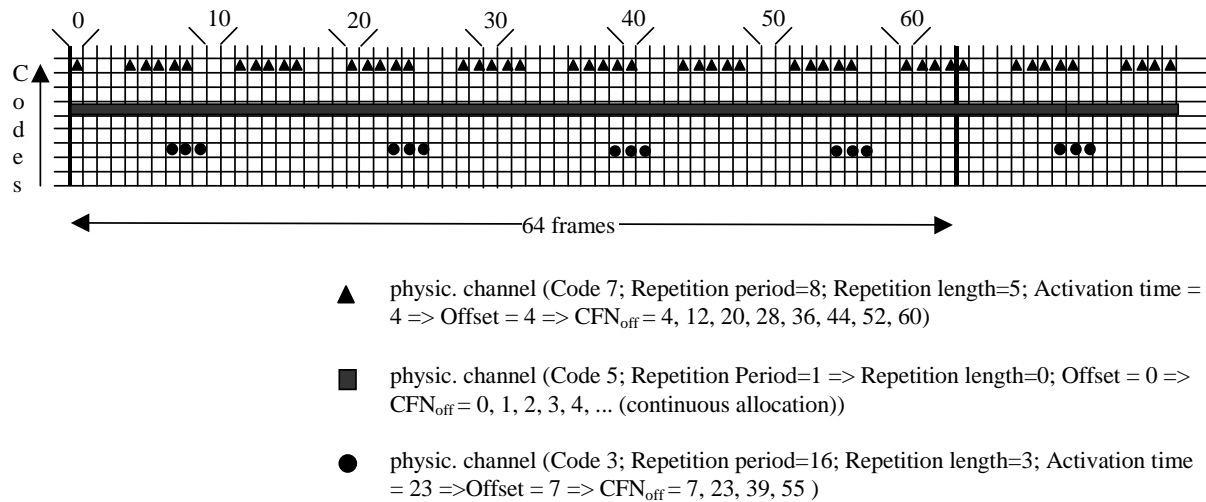 0 10 20 30 40 50 60
C
o
d
e
s
64 frames
physic. channel (Code 7; Repetition period=8; Repetition length=5; Activation time =
4 => Offset = 4 => CFNoff = 4, 12, 20, 28, 36, 44, 52, 60)
physic. channel (Code 5; Repetition Period=1 => Repetition length=0; Offset = 0 =>
CFNoff = 0, 1, 2, 3, 4, ... (continuous allocation))
physic. channel (Code 3; Repetition period=16; Repetition length=3; Activation time
= 23 =>Offset = 7 => CFNoff = 7, 23, 39, 55 )